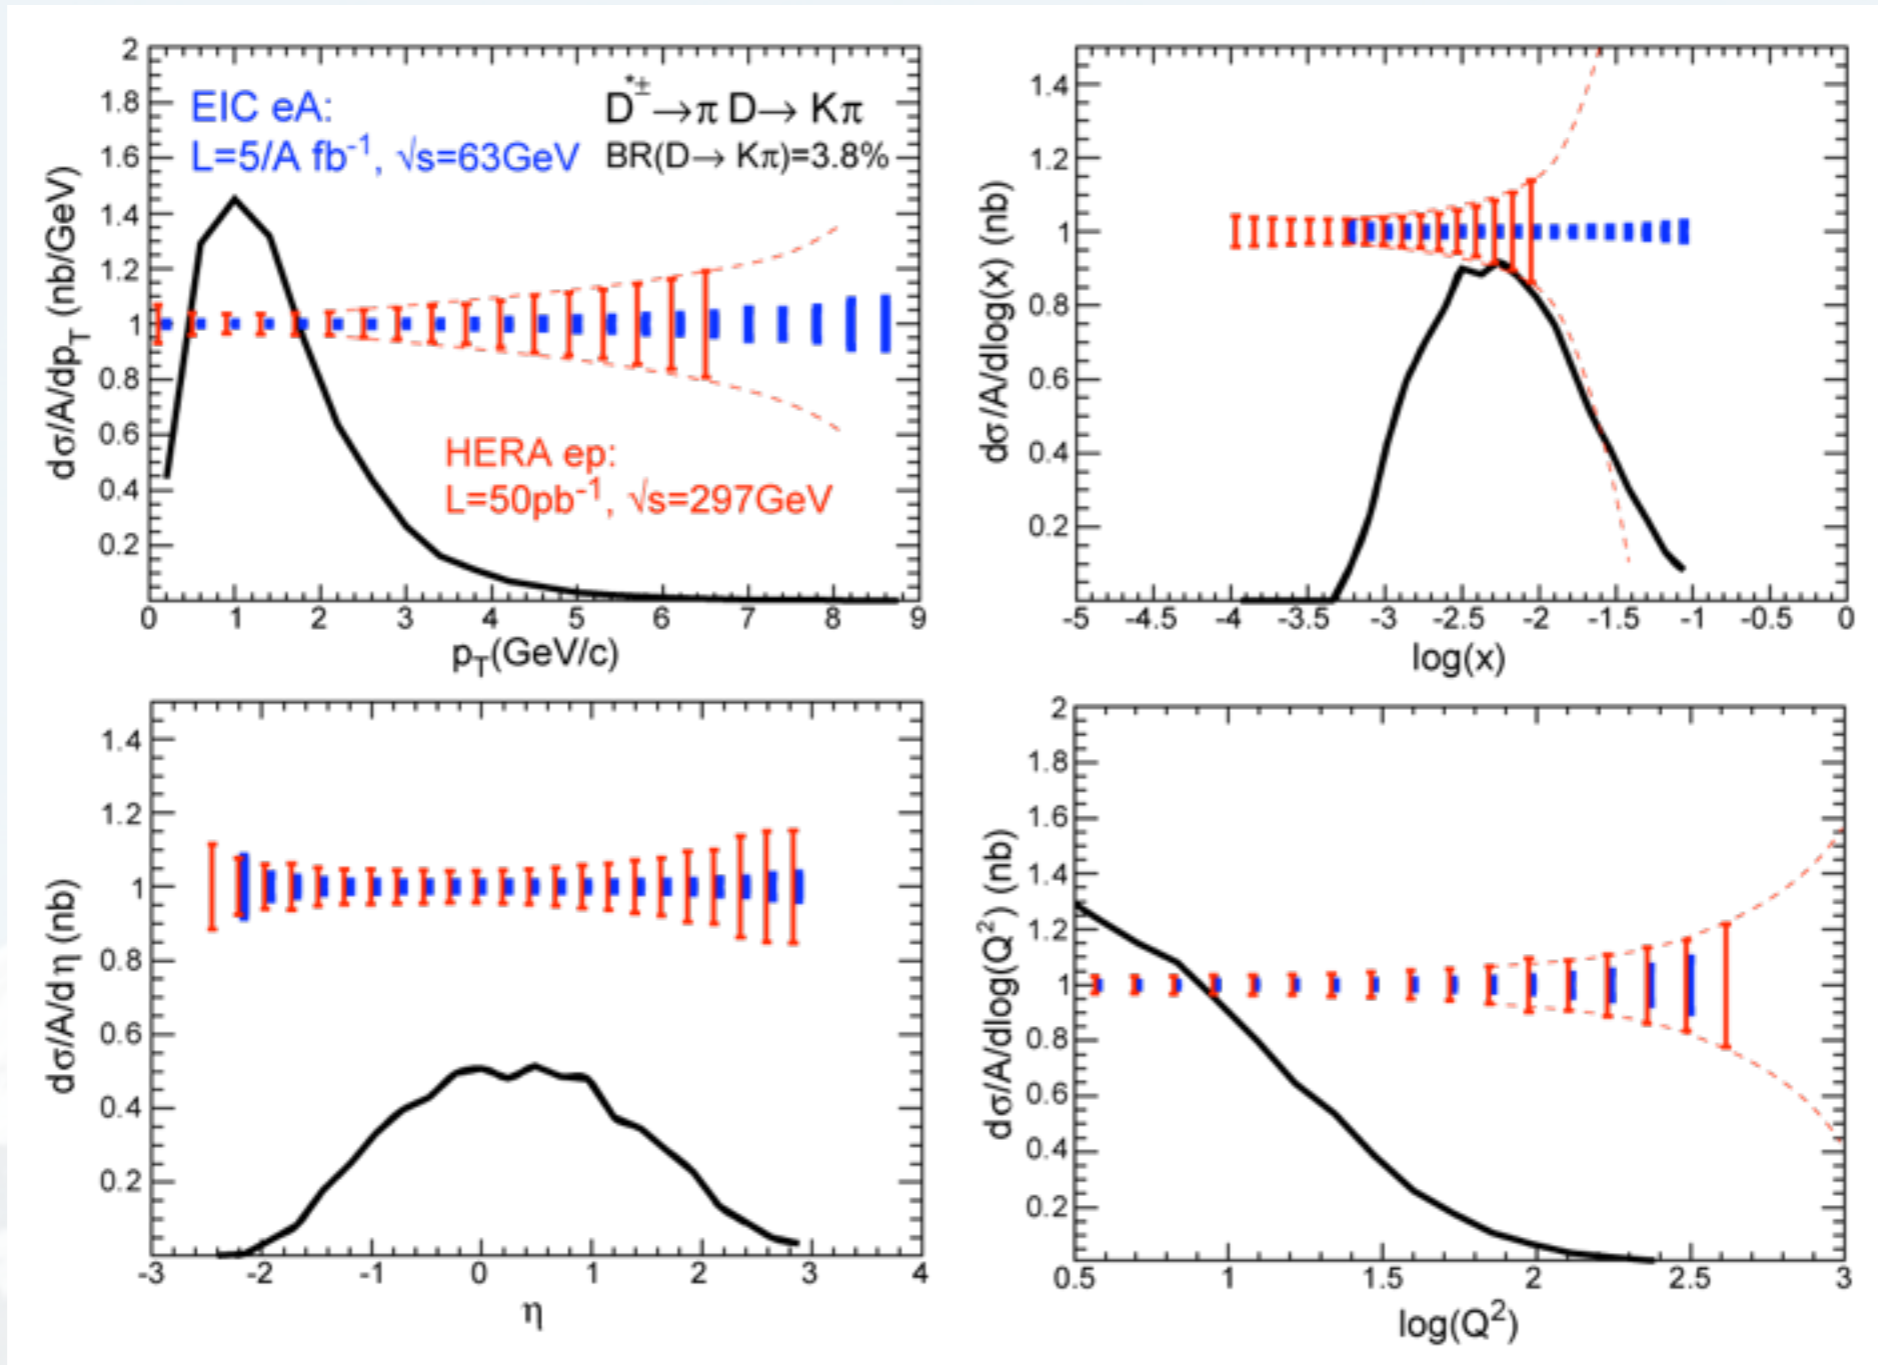 EIC eA:
L=5/A fb⁻¹, √s=63GeV
D*± → π D → Kπ
BR(D→ Kπ)=3.8%
HERA ep:
L=50pb⁻¹, √s=297GeV
dσ/A/dp_T (nb/GeV)
2
1.8
1.6
1.4
1.2
1
0.8
0.6
0.4
0.2
0 1 2 3 4 5 6 7 8 9
p_T(GeV/c)
dσ/A/dlog(x) (nb)
1.4
1.2
1
0.8
0.6
0.4
0.2
-5 -4.5 -4 -3.5 -3 -2.5 -2 -1.5 -1 -0.5 0
log(x)
dσ/A/dη (nb)
1.4
1.2
1
0.8
0.6
0.4
0.2
-3 -2 -1 0 1 2 3 4
η
dσ/A/dlog(Q²) (nb)
2
1.8
1.6
1.4
1.2
1
0.8
0.6
0.4
0.2
0.5 1 1.5 2 2.5 3
log(Q²)